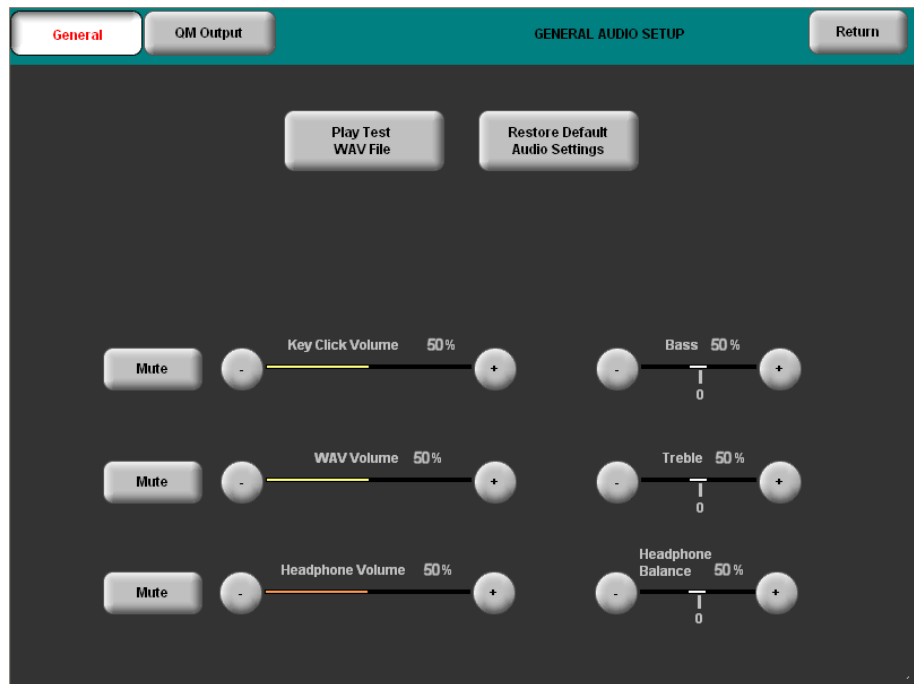 General
QM Output
GENERAL AUDIO SETUP
Return
Play Test
WAV File
Restore Default
Audio Settings
Mute
-
Key Click Volume 50%
+
-
Bass 50%
0
+
Mute
-
WAV Volume 50%
+
-
Treble 50%
0
+
Mute
-
Headphone Volume 50%
+
-
Headphone
Balance 50%
0
+